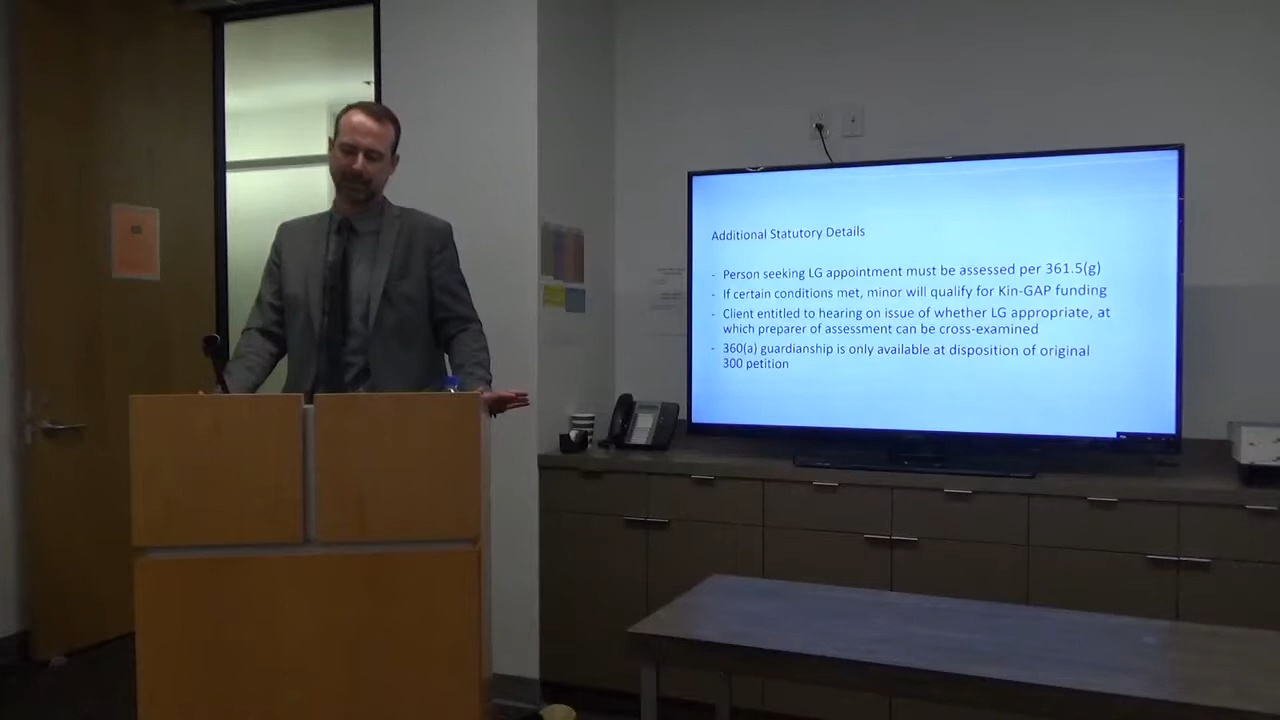 Additional Statutory Details
- Person seeking LG appointment must be assessed per 361.5(g)
- If certain conditions met, minor will qualify for Kin-GAP funding
- Client entitled to hearing on issue of whether LG appropriate, at
which preparer of assessment can be cross-examined
- 360(a) guardianship is only available at disposition of original
300 petition